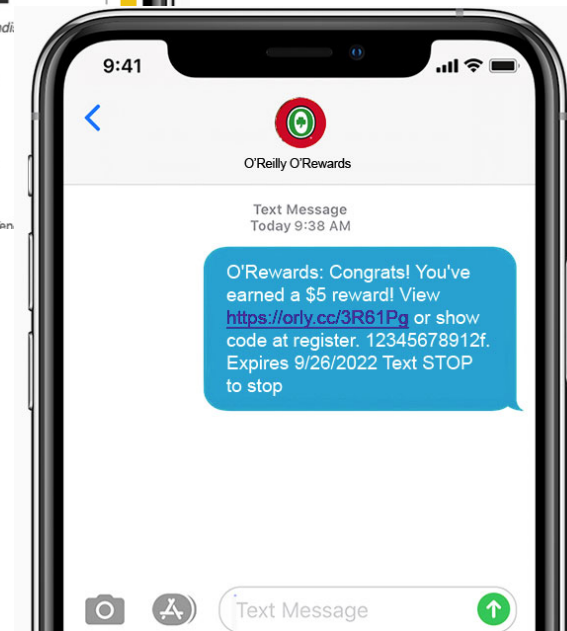 9:41
O'Reilly O'Rewards
Text Message
Today 9:38 AM
O'Rewards: Congrats! You've
earned a $5 reward! View
https://orly.cc/3R61Pg or show
code at register. 12345678912f.
Expires 9/26/2022 Text STOP
to stop
Text Message